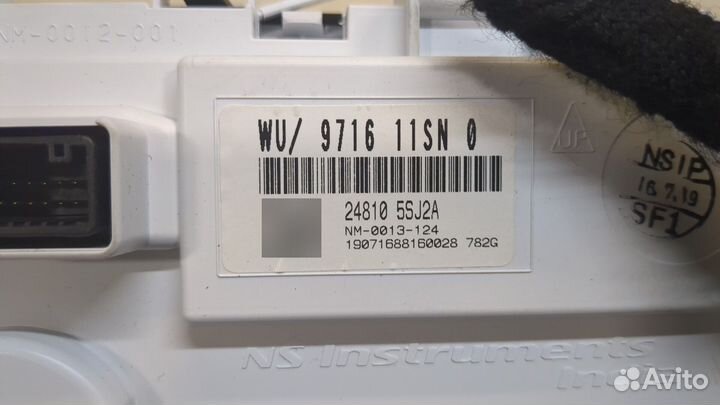 NM-0012-001
WU/ 9716 11SN 0
24810 5SJ2A
NM-0013-124
19071688160028 782G
NSIP
16.7.19
SF1
NS Instruments
Avito